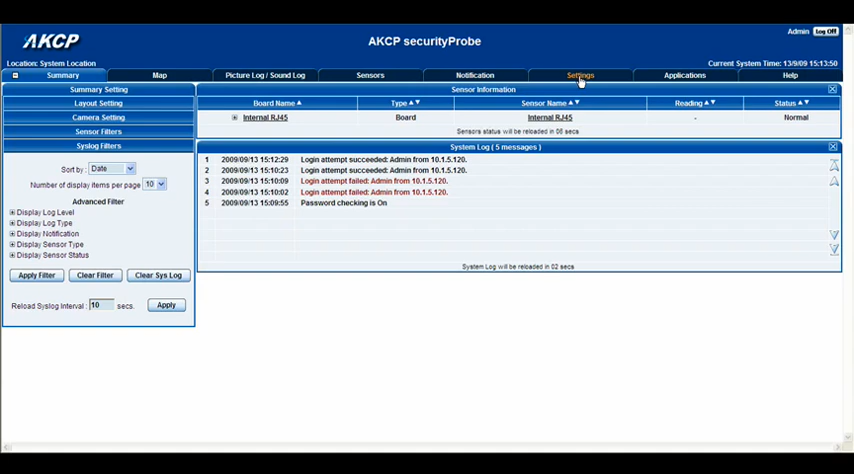 AKCP
AKCP securityProbe
Admin Log Off
Location: System Location
Current System Time: 13/9/09 15:13:50
Summary Map Picture Log / Sound Log Sensors Notification Settings Applications Help
Summary Setting
Layout Setting
Camera Setting
Sensor Filters
Syslog Filters
Sort by : Date
Number of display items per page 10
Advanced Filter
Display Log Level
Display Log Type
Display Notification
Display Sensor Type
Display Sensor Status
Apply Filter Clear Filter Clear Sys Log
Reload Syslog Interval : 10 secs. Apply
Sensor Information
Board Name Type Sensor Name Reading Status
Internal RJ45 Board Internal RJ45 - Normal
Sensors status will be reloaded in 08 secs
System Log ( 5 messages )
1 2009/09/13 15:12:29 Login attempt succeeded: Admin from 10.1.5.120.
2 2009/09/13 15:10:23 Login attempt succeeded: Admin from 10.1.5.120.
3 2009/09/13 15:10:09 Login attempt failed: Admin from 10.1.5.120.
4 2009/09/13 15:10:02 Login attempt failed: Admin from 10.1.5.120.
5 2009/09/13 15:09:55 Password checking is On
System Log will be reloaded in 02 secs